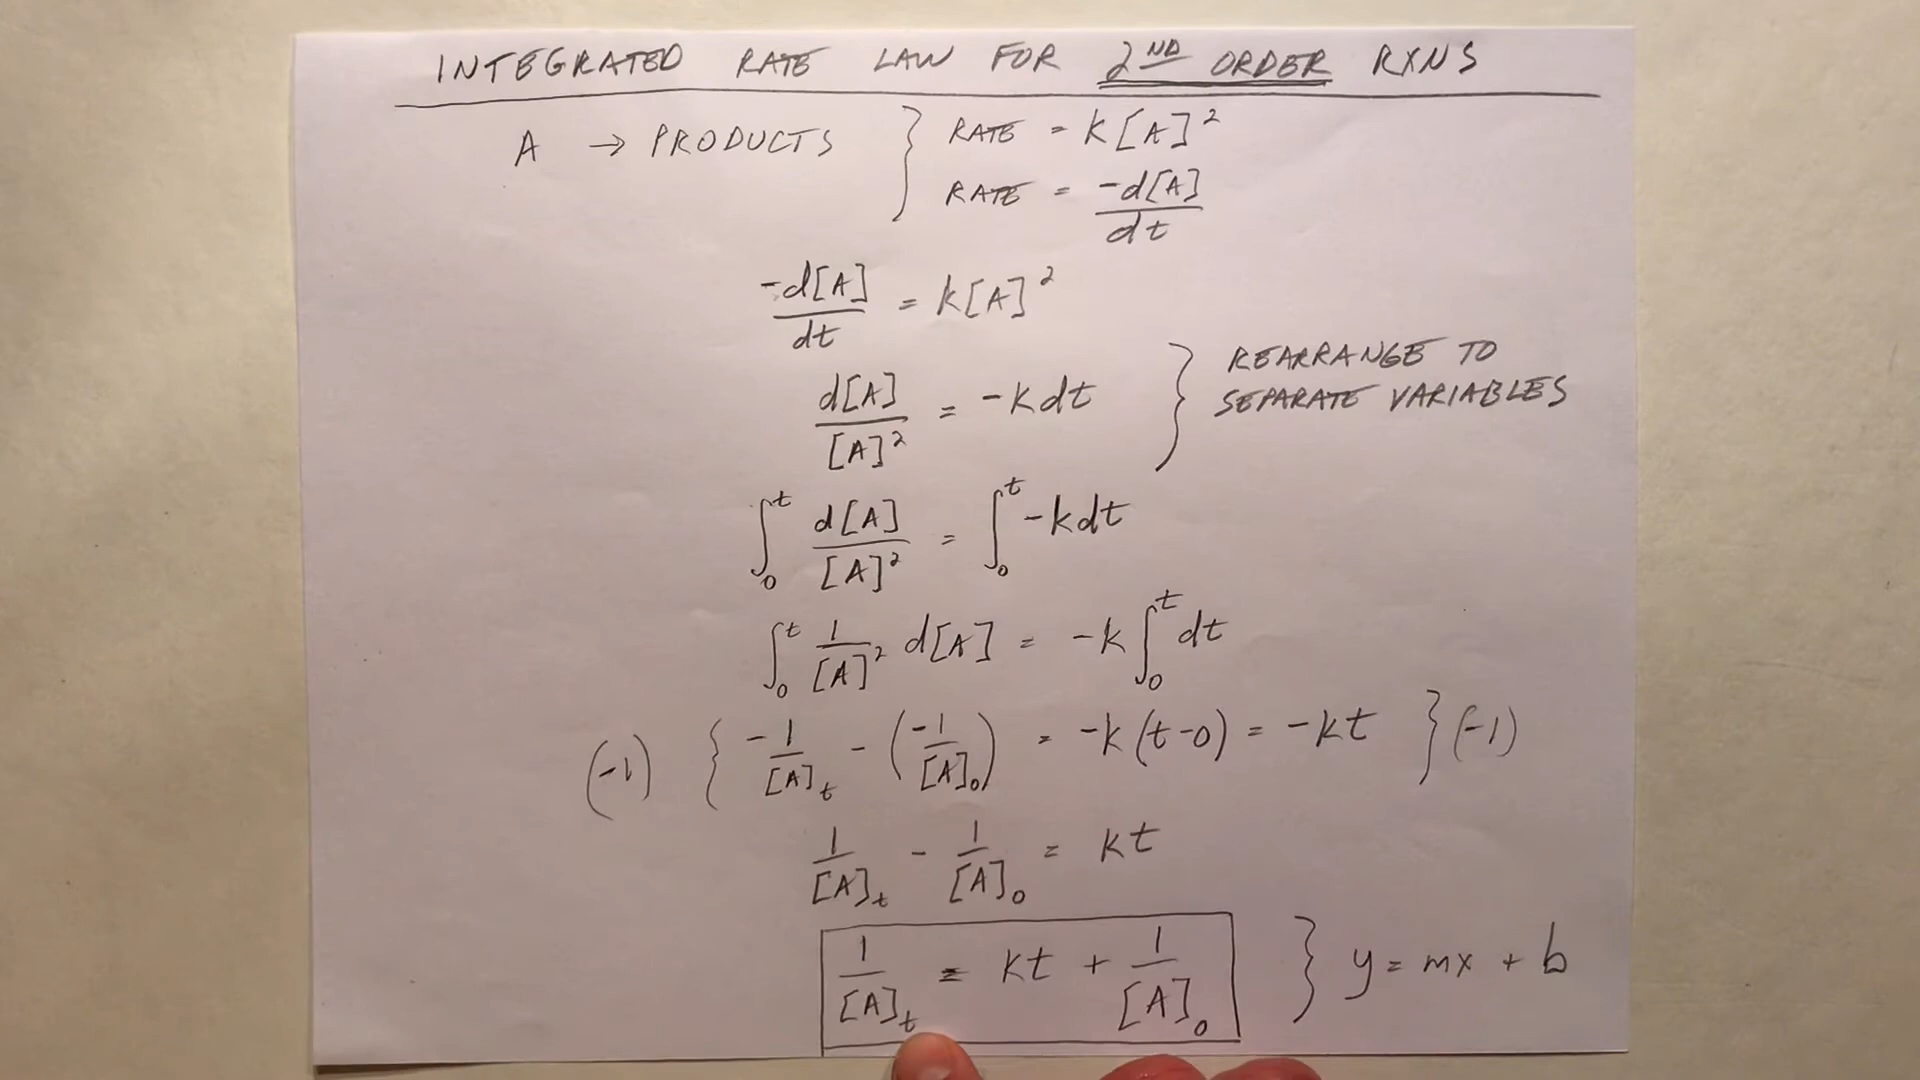 INTEGRATED RATE LAW FOR 2ND ORDER RXNS
A → PRODUCTS } RATE = k[A]²
RATE = -d[A]/dt
-d[A]/dt = k[A]²
d[A]/[A]² = -kdt } REARRANGE TO SEPARATE VARIABLES
∫₀ᵗ d[A]/[A]² = ∫₀ᵗ -kdt
∫₀ᵗ 1/[A]² d[A] = -k ∫₀ᵗ dt
(-1) { -1/[A]ₜ - (-1/[A]₀) = -k(t-0) = -kt } (-1)
1/[A]ₜ - 1/[A]₀ = kt
1/[A]ₜ = kt + 1/[A]₀ } y = mx + b